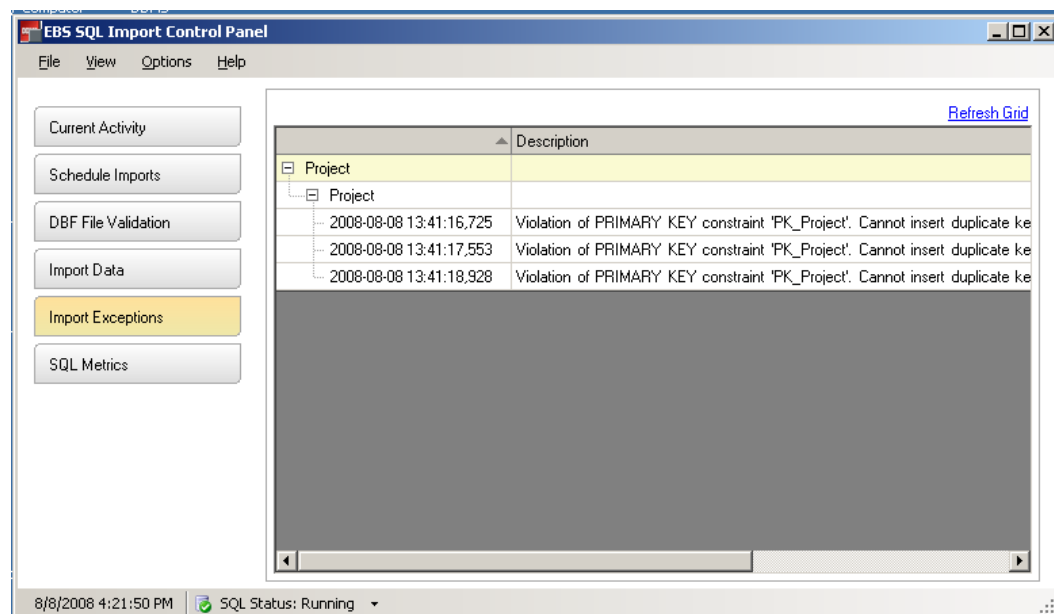 EBS SQL Import Control Panel
File View Options Help
Refresh Grid
Current Activity
Schedule Imports
DBF File Validation
Import Data
Import Exceptions
SQL Metrics
Description
Project
Project
2008-08-08 13:41:16,725 Violation of PRIMARY KEY constraint 'PK_Project'. Cannot insert duplicate ke
2008-08-08 13:41:17,553 Violation of PRIMARY KEY constraint 'PK_Project'. Cannot insert duplicate ke
2008-08-08 13:41:18,928 Violation of PRIMARY KEY constraint 'PK_Project'. Cannot insert duplicate ke
8/8/2008 4:21:50 PM SQL Status: Running